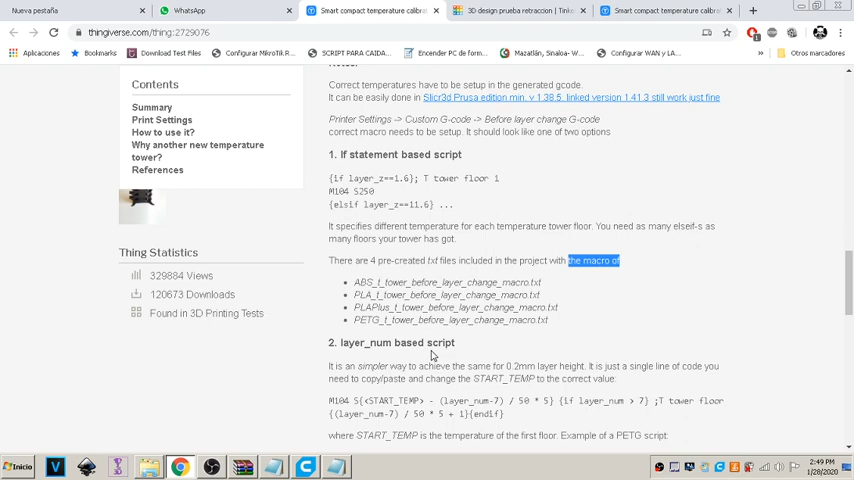 Nueva pestaña
WhatsApp
Smart compact temperature calibra
3D design prueba retraccion | Tinke
Smart compact temperature calibra
thingiverse.com/thing:2729076
Aplicaciones
Bookmarks
Download Test Files
Configurar MikroTiK R
SCRIPT PARA CAIDA...
Encender PC de form...
Mazatlán, Sinaloa- W...
Configurar WAN y LA...
»
Otros marcadores
Contents
Summary
Print Settings
How to use it?
Why another new temperature
tower?
References
Thing Statistics
329884 Views
120673 Downloads
Found in 3D Printing Tests
Notes:
Correct temperatures have to be setup in the generated gcode.
It can be easily done in Slicr3d Prusa edition min. v 1.38.5. linked version 1.41.3 still work just fine
Printer Settings -> Custom G-code -> Before layer change G-code
correct macro needs to be setup. It should look like one of two options
1. If statement based script
{if layer_z==1.6}; T tower floor 1
M104 S250
{elsif layer_z==11.6} ...
It specifies different temperature for each temperature tower floor. You need as many elseif-s as
many floors your tower has got.
There are 4 pre-created txt files included in the project with the macro of
• ABS_t_tower_before_layer_change_macro.txt
• PLA_t_tower_before_layer_change_macro.txt
• PLAPlus_t_tower_before_layer_change_macro.txt
• PETG_t_tower_before_layer_change_macro.txt
2. layer_num based script
It is an simpler way to achieve the same for 0.2mm layer height. It is just a single line of code you
need to copy/paste and change the START_TEMP to the correct value:
M104 S{<START_TEMP> - (layer_num-7) / 50 * 5} {if layer_num > 7} ;T tower floor
{(layer_num-7) / 50 * 5 + 1}{endif}
where START_TEMP is the temperature of the first floor. Example of a PETG script:
Inicio
2:49 PM
1/28/2020